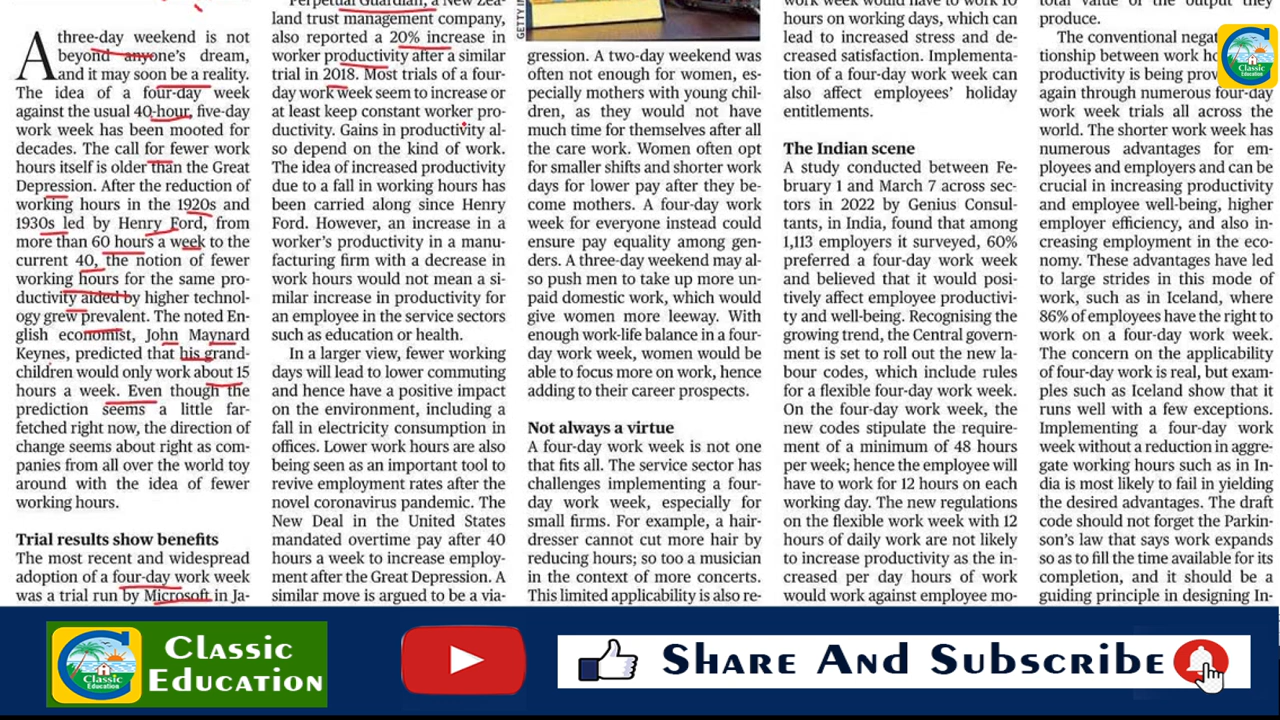 A three-day weekend is not
beyond anyone's dream,
and it may soon be a reality.
The idea of a four-day week
against the usual 40-hour, five-day
work week has been mooted for
decades. The call for fewer work
hours itself is older than the Great
Depression. After the reduction of
working hours in the 1920s and
1930s led by Henry Ford, from
more than 60 hours a week to the
current 40, the notion of fewer
working hours for the same pro-
ductivity aided by higher technol-
ogy grew prevalent. The noted En-
glish economist, John Maynard
Keynes, predicted that his grand-
children would only work about 15
hours a week. Even though the
prediction seems a little far-
fetched right now, the direction of
change seems about right as com-
panies from all over the world toy
around with the idea of fewer
working hours.
Trial results show benefits
The most recent and widespread
adoption of a four-day work week
was a trial run by Microsoft in Ja-
Perpetual Guardian, a New Zea-
land trust management company,
also reported a 20% increase in
worker productivity after a similar
trial in 2018. Most trials of a four-
day work week seem to increase or
at least keep constant worker pro-
ductivity. Gains in productivity al-
so depend on the kind of work.
The idea of increased productivity
due to a fall in working hours has
been carried along since Henry
Ford. However, an increase in a
worker's productivity in a manu-
facturing firm with a decrease in
work hours would not mean a si-
milar increase in productivity for
an employee in the service sectors
such as education or health.
In a larger view, fewer working
days will lead to lower commuting
and hence have a positive impact
on the environment, including a
fall in electricity consumption in
offices. Lower work hours are also
being seen as an important tool to
revive employment rates after the
novel coronavirus pandemic. The
New Deal in the United States
mandated overtime pay after 40
hours a week to increase employ-
ment after the Great Depression. A
similar move is argued to be a via-
GETTY
gression. A two-day weekend was
often not enough for women, es-
pecially mothers with young chil-
dren, as they would not have
much time for themselves after all
the care work. Women often opt
for smaller shifts and shorter work
days for lower pay after they be-
come mothers. A four-day work
week for everyone instead could
ensure pay equality among gen-
ders. A three-day weekend may al-
so push men to take up more un-
paid domestic work, which would
give women more leeway. With
enough work-life balance in a four-
day work week, women would be
able to focus more on work, hence
adding to their career prospects.
Not always a virtue
A four-day work week is not one
that fits all. The service sector has
challenges implementing a four-
day work week, especially for
small firms. For example, a hair-
dresser cannot cut more hair by
reducing hours; so too a musician
in the context of more concerts.
This limited applicability is also re-
work week would have to work 10
hours on working days, which can
lead to increased stress and de-
creased satisfaction. Implementa-
tion of a four-day work week can
also affect employees' holiday
entitlements.
The Indian scene
A study conducted between Fe-
bruary 1 and March 7 across sec-
tors in 2022 by Genius Consul-
tants, in India, found that among
1,113 employers it surveyed, 60%
preferred a four-day work week
and believed that it would posi-
tively affect employee productivi-
ty and well-being. Recognising the
growing trend, the Central govern-
ment is set to roll out the new la-
bour codes, which include rules
for a flexible four-day work week.
On the four-day work week, the
new codes stipulate the require-
ment of a minimum of 48 hours
per week; hence the employee will
have to work for 12 hours on each
working day. The new regulations
on the flexible work week with 12
hours of daily work are not likely
to increase productivity as the in-
creased per day hours of work
would work against employee mo-
total value of the output they
produce.
The conventional negat
tionship between work ho
productivity is being prov
again through numerous four-day
work week trials all across the
world. The shorter work week has
numerous advantages for em-
ployees and employers and can be
crucial in increasing productivity
and employee well-being, higher
employer efficiency, and also in-
creasing employment in the eco-
nomy. These advantages have led
to large strides in this mode of
work, such as in Iceland, where
86% of employees have the right to
work on a four-day work week.
The concern on the applicability
of four-day work is real, but exam-
ples such as Iceland show that it
runs well with a few exceptions.
Implementing a four-day work
week without a reduction in aggre-
gate working hours such as in In-
dia is most likely to fail in yielding
the desired advantages. The draft
code should not forget the Parkin-
son's law that says work expands
so as to fill the time available for its
completion, and it should be a
guiding principle in designing In-
Classic
Education
Classic
Education
Classic
Education
Share And Subscribe